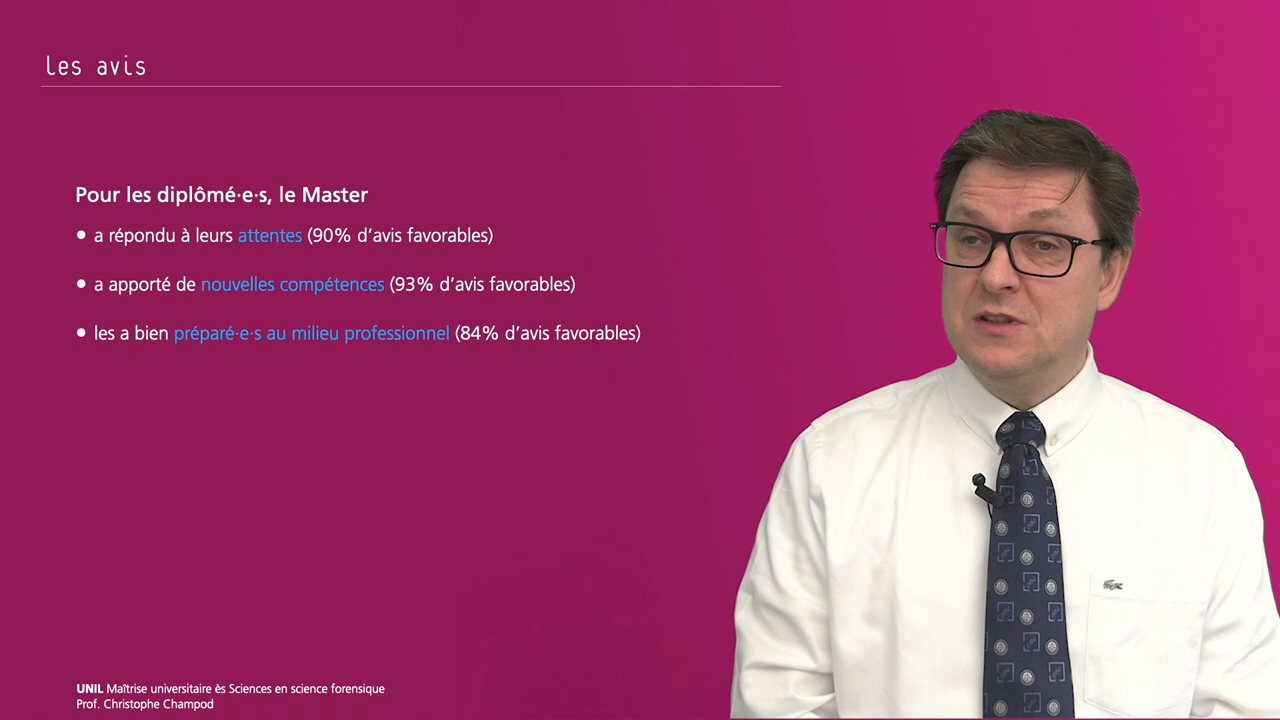 les avis
Pour les diplômé·e·s, le Master
• a répondu à leurs attentes (90% d’avis favorables)
• a apporté de nouvelles compétences (93% d’avis favorables)
• les a bien préparé·e·s au milieu professionnel (84% d’avis favorables)
UNIL Maîtrise universitaire ès Sciences en science forensique
Prof. Christophe Champod